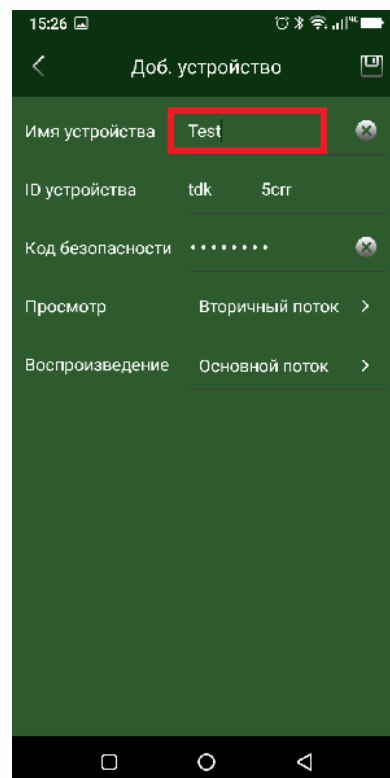 15:26
Доб. устройство
Имя устройства Test
ID устройства tdk 5crr
Код безопасности ••••••••
Просмотр Вторичный поток >
Воспроизведение Основной поток >